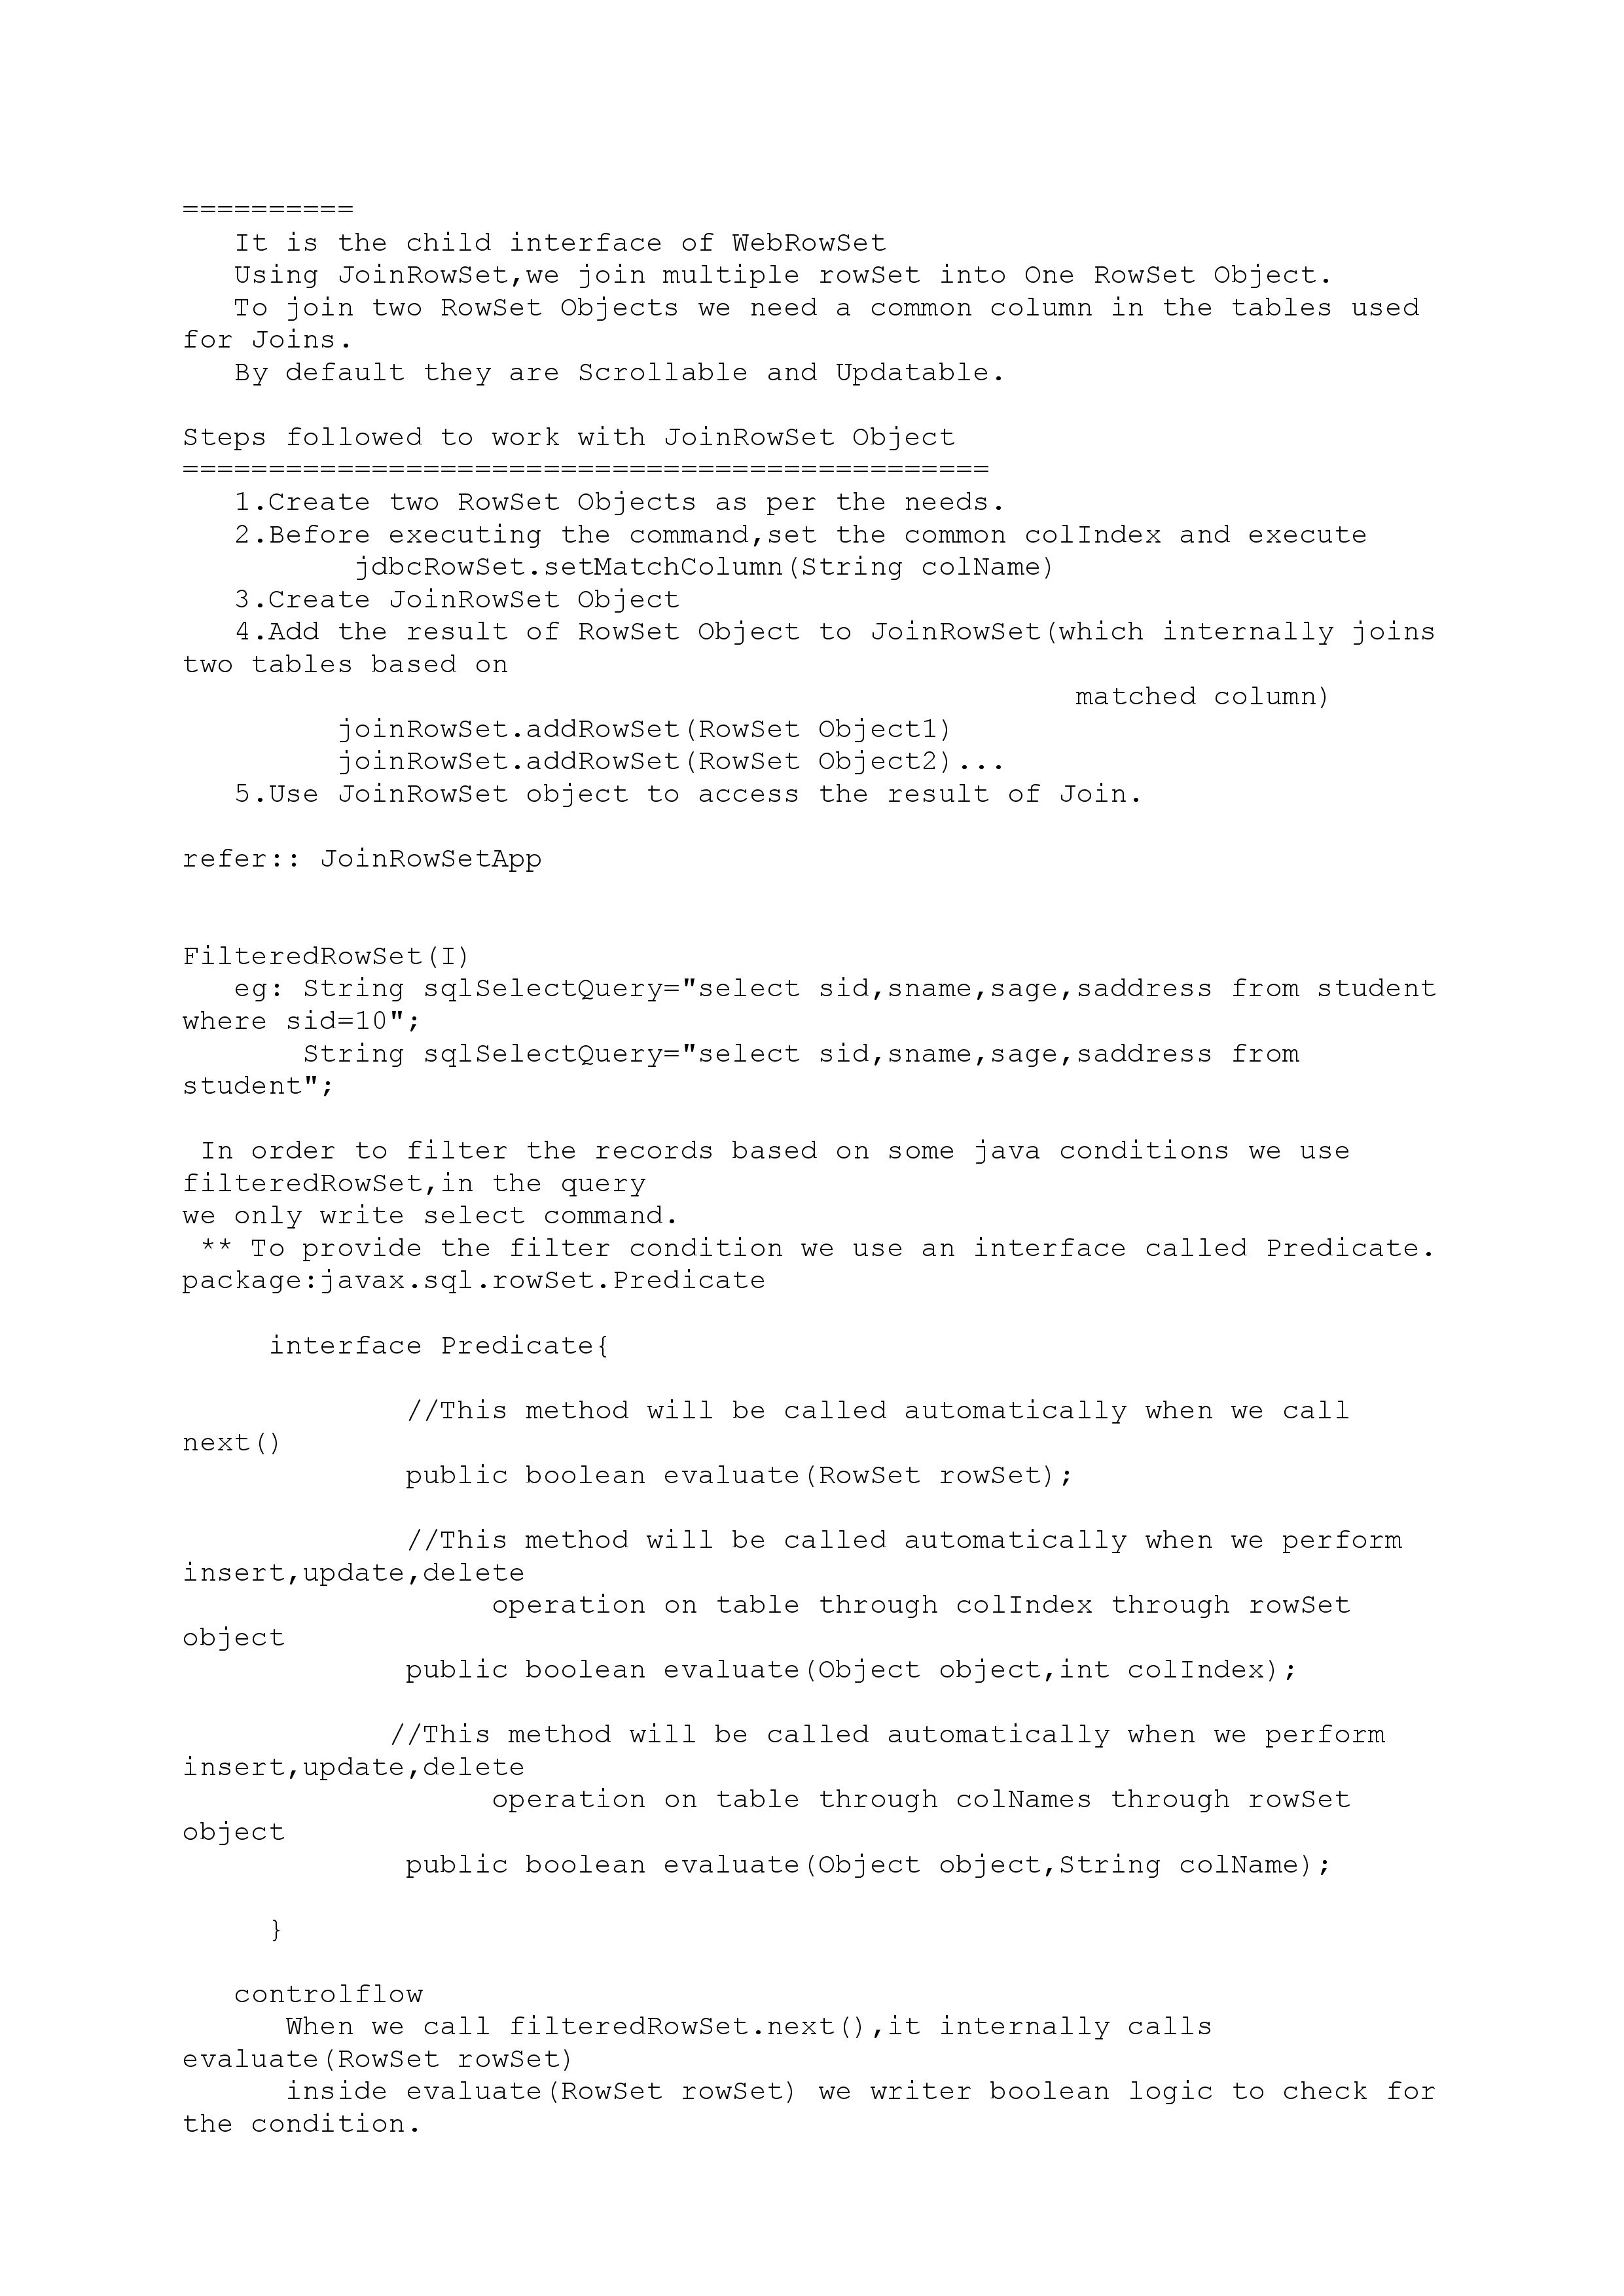 ==========
   It is the child interface of WebRowSet
   Using JoinRowSet,we join multiple rowSet into One RowSet Object.
   To join two RowSet Objects we need a common column in the tables used
for Joins.
   By default they are Scrollable and Updatable.

Steps followed to work with JoinRowSet Object
===============================================
   1.Create two RowSet Objects as per the needs.
   2.Before executing the command,set the common colIndex and execute
          jdbcRowSet.setMatchColumn(String colName)
   3.Create JoinRowSet Object
   4.Add the result of RowSet Object to JoinRowSet(which internally joins
two tables based on
                                                    matched column)
         joinRowSet.addRowSet(RowSet Object1)
         joinRowSet.addRowSet(RowSet Object2)...
   5.Use JoinRowSet object to access the result of Join.

refer:: JoinRowSetApp


FilteredRowSet(I)
   eg: String sqlSelectQuery="select sid,sname,sage,saddress from student
where sid=10";
       String sqlSelectQuery="select sid,sname,sage,saddress from
student";

 In order to filter the records based on some java conditions we use
filteredRowSet,in the query
we only write select command.
 ** To provide the filter condition we use an interface called Predicate.
package:javax.sql.rowSet.Predicate

     interface Predicate{

             //This method will be called automatically when we call
next()
             public boolean evaluate(RowSet rowSet);

             //This method will be called automatically when we perform
insert,update,delete
                  operation on table through colIndex through rowSet
object
             public boolean evaluate(Object object,int colIndex);

            //This method will be called automatically when we perform
insert,update,delete
                  operation on table through colNames through rowSet
object
             public boolean evaluate(Object object,String colName);

     }

   controlflow
      When we call filteredRowSet.next(),it internally calls
evaluate(RowSet rowSet)
      inside evaluate(RowSet rowSet) we writer boolean logic to check for
the condition.